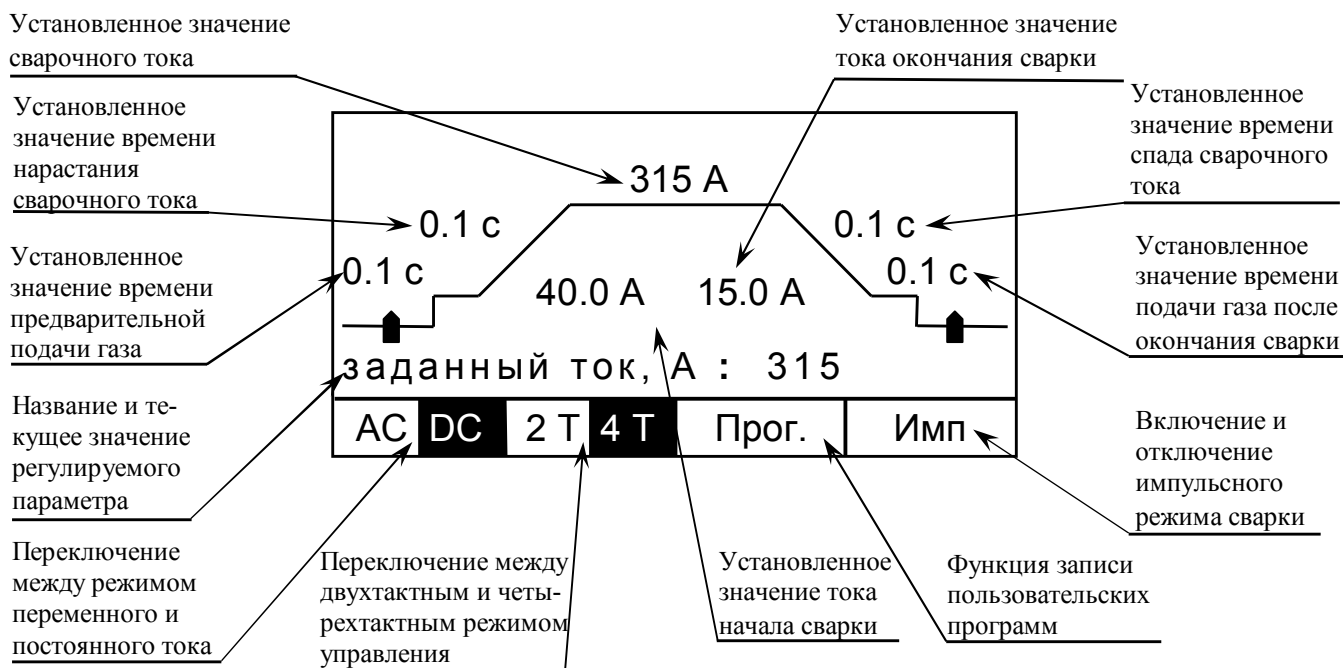 Установленное значение
сварочного тока
Установленное значение
тока окончания сварки
Установленное
значение времени
нарастания
сварочного тока
Установленное
значение времени
спада сварочного
тока
Установленное
значение времени
предварительной
подачи газа
Установленное
значение времени
подачи газа после
окончания сварки
315 А
0.1 с
0.1 с
0.1 с
0.1 с
40.0 А
15.0 А
заданный ток, А : 315
АС DC 2 Т 4 Т Прог. Имп
Название и те-
кущее значение
регулируемого
параметра
Включение и
отключение
импульсного
режима сварки
Переключение
между режимом
переменного и
постоянного тока
Переключение между
двухтактным и четы-
рехтактным режимом
управления
Установленное
значение тока
начала сварки
Функция записи
пользовательских
программ